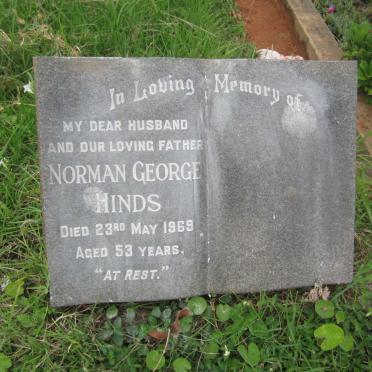 In Loving Memory of
MY DEAR HUSBAND
AND OUR LOVING FATHER
NORMAN GEORGE
HINDS
DIED 23RD MAY 1969
AGED 53 YEARS.
"AT REST."